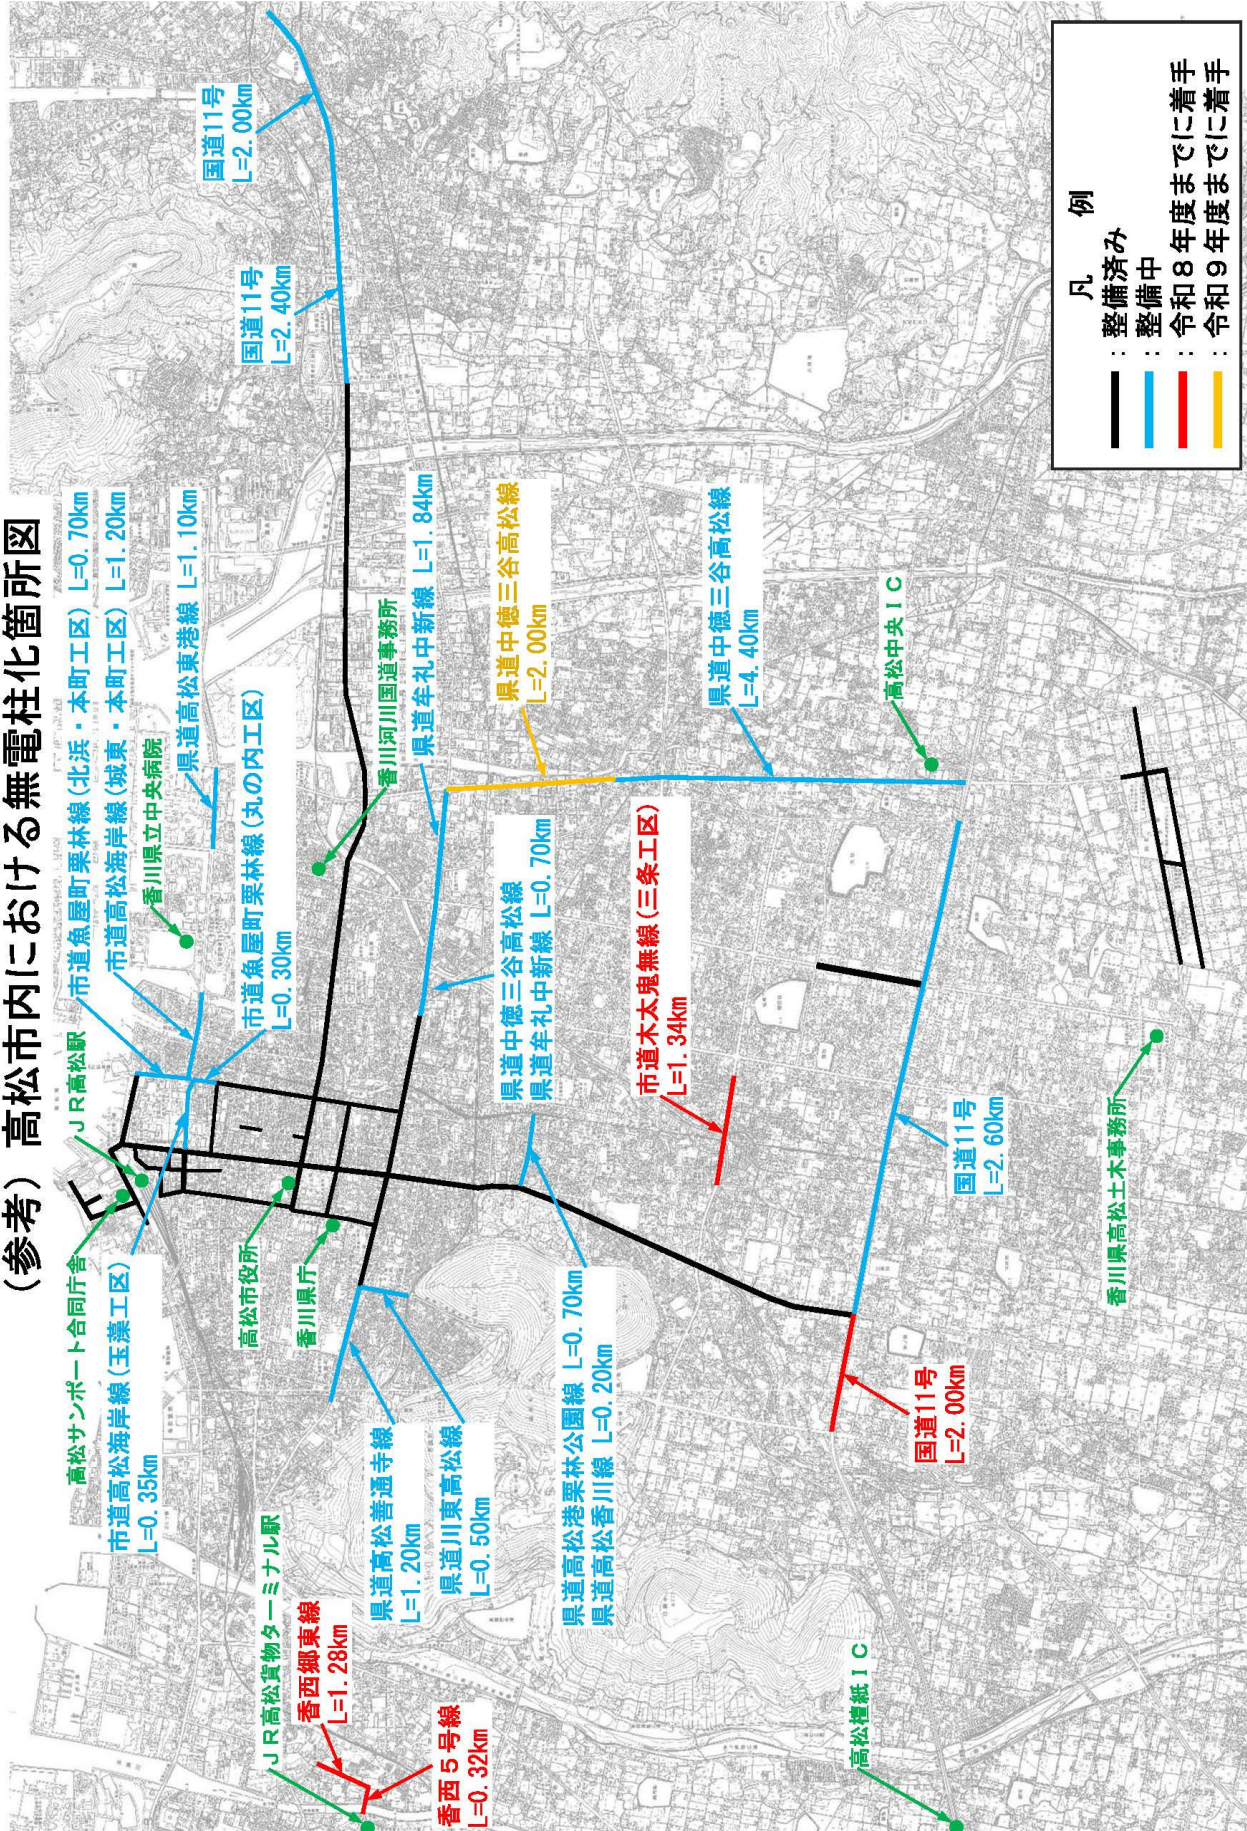 (参考)高松市内における無電柱化箇所図
市道魚屋町栗林線(北浜・本町工区) L=0.70km
市道高松海岸線(城東・本町工区) L=1.20km
香川県立中央病院
県道高松東港線 L=1.10km
市道魚屋町栗林線(丸の内工区)
L=0.30km
国道11号
L=2.00km
国道11号
L=2.40km
JR高松駅
高松サンポート合同庁舎
市道高松海岸線(玉藻工区)
L=0.35km
高松市役所
香川県庁
香川河川国道事務所
県道牟礼中新線 L=1.84km
県道中徳三谷高松線
L=2.00km
県道中徳三谷高松線
L=4.40km
高松中央IC
県道中徳三谷高松線
県道牟礼中新線 L=0.70km
市道木太鬼無線(三条工区)
L=1.34km
国道11号
L=2.60km
香川県高松土木事務所
JR高松貨物ターミナル駅
香西郷東線
L=1.28km
香西5号線
L=0.32km
県道高松善通寺線
L=1.20km
県道川東高松線
L=0.50km
県道高松港栗林公園線 L=0.70km
県道高松香川線 L=0.20km
国道11号
L=2.00km
高松檀紙IC
凡 例
:整備済み
:整備中
:令和8年度までに着手
:令和9年度までに着手